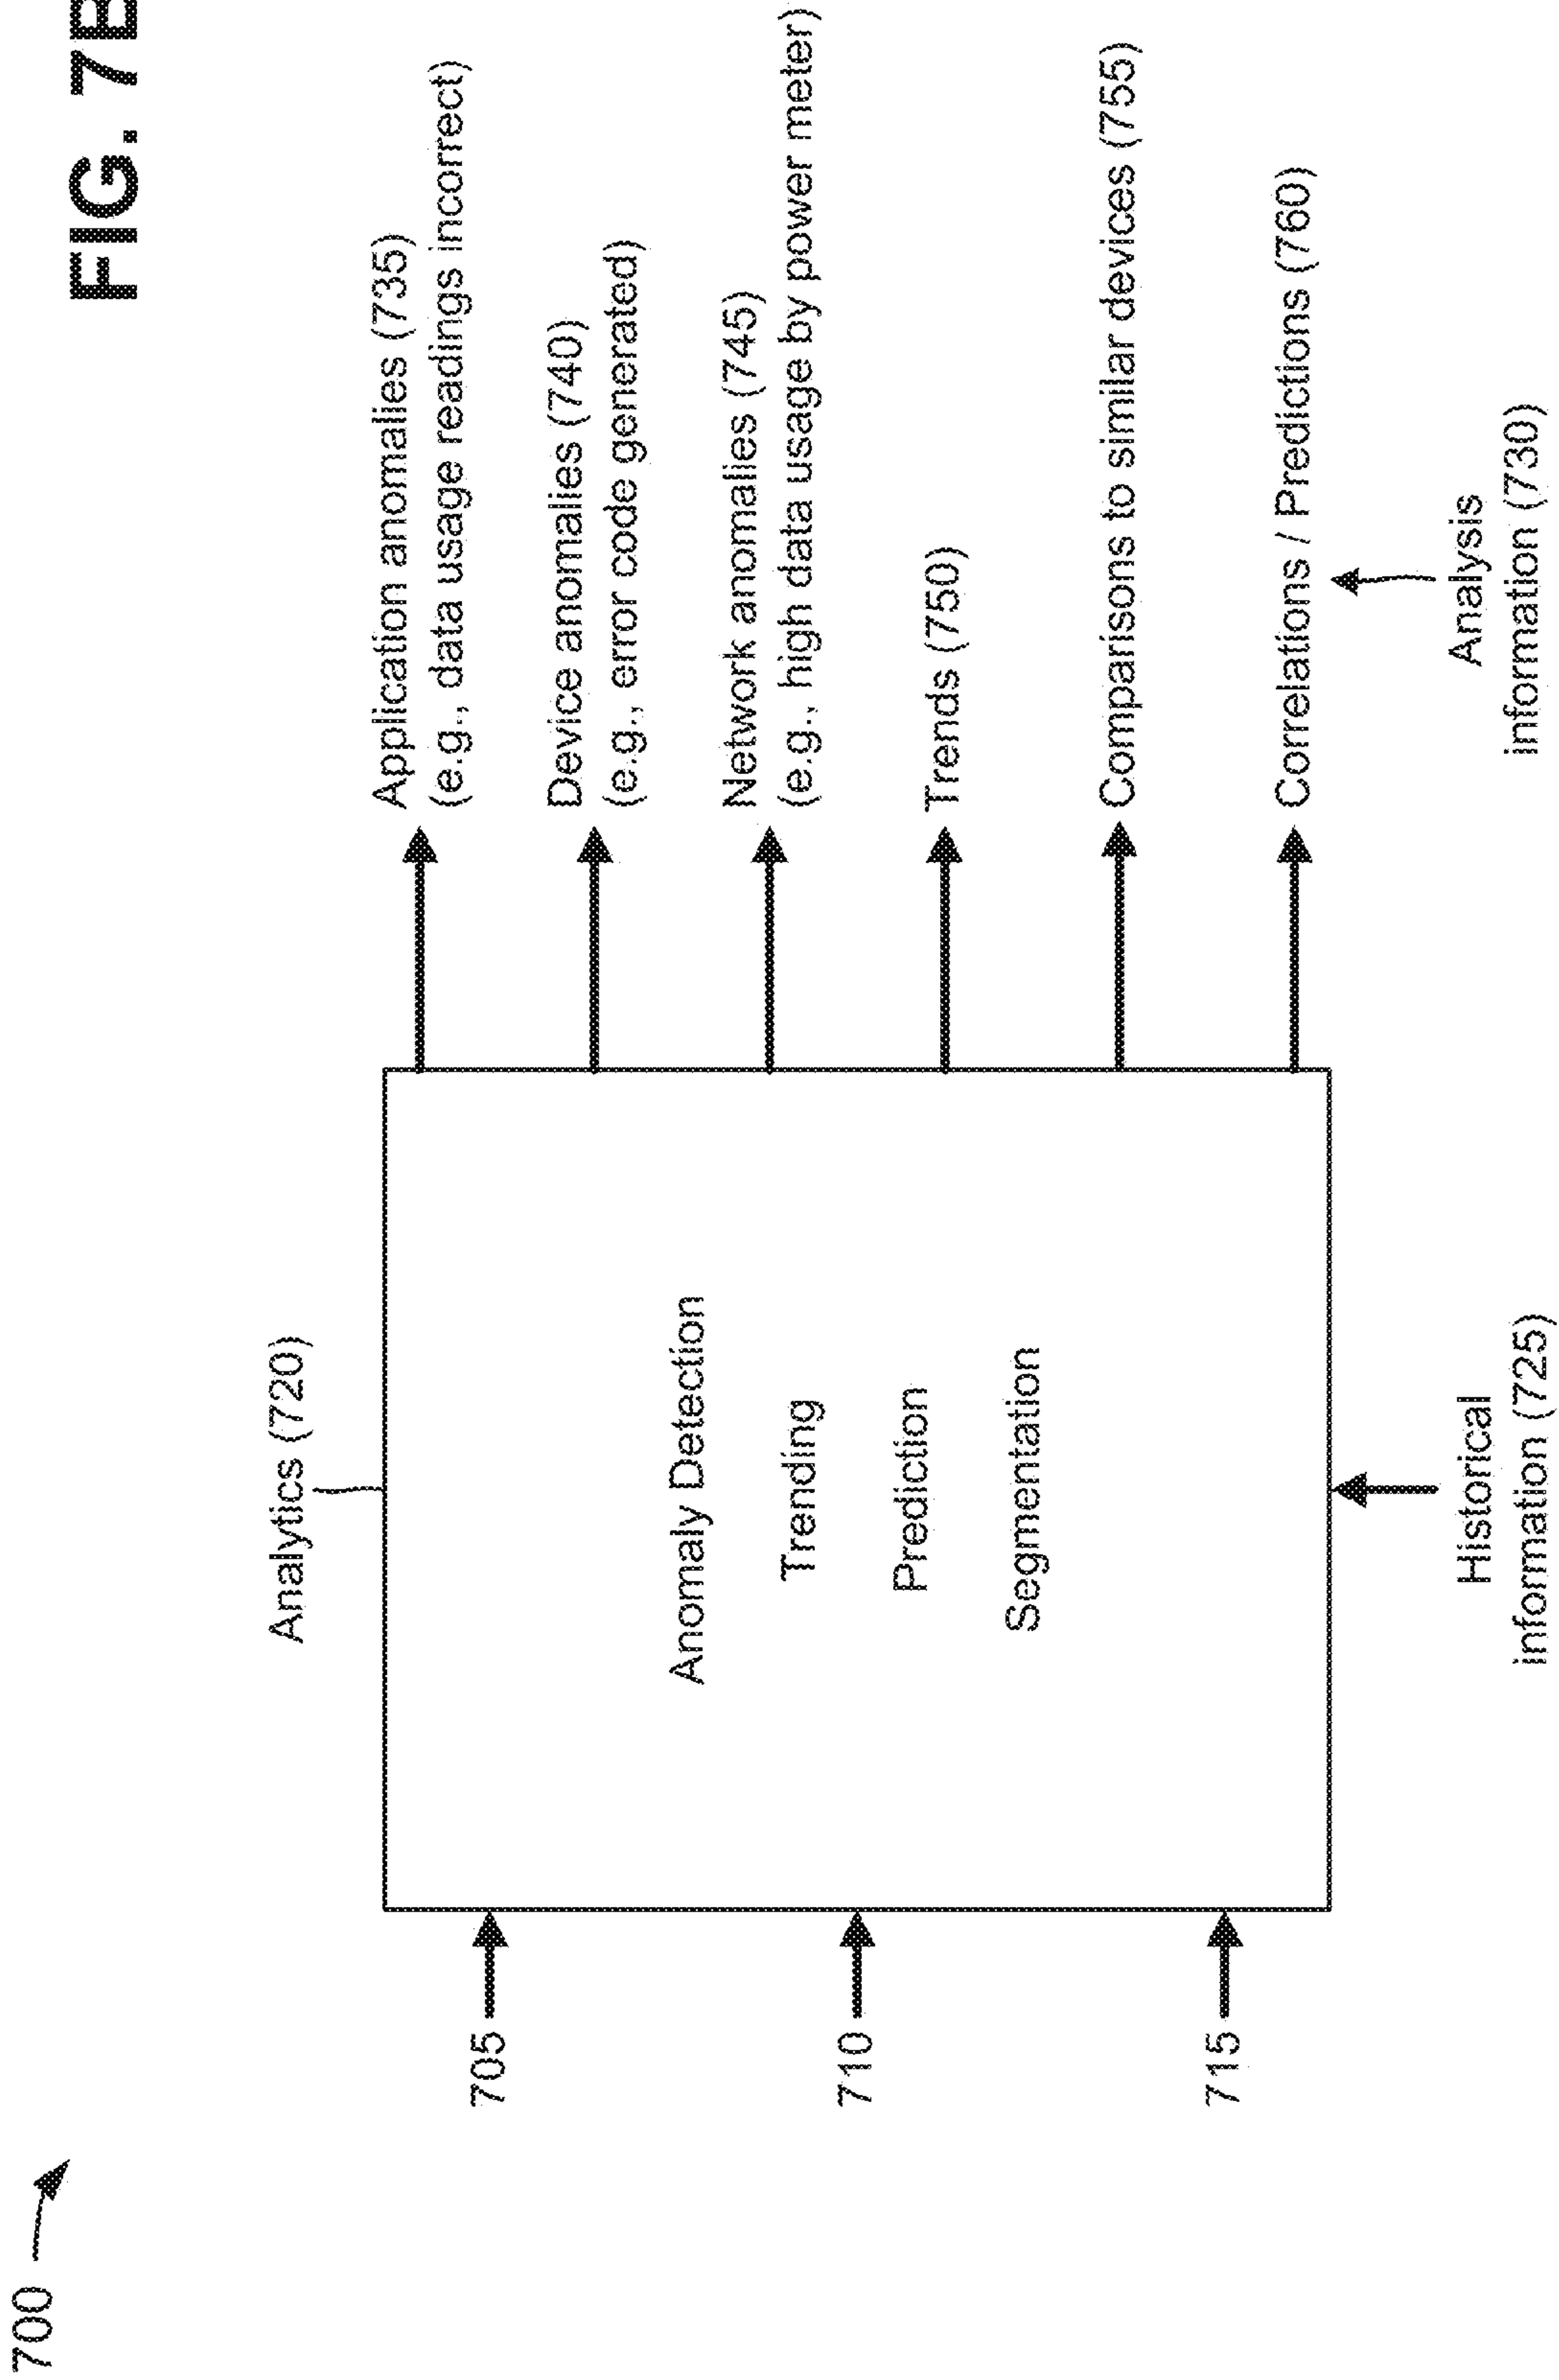 700
FIG. 7B
Analytics (720)
705
710
715
Anomaly Detection
Trending
Prediction
Segmentation
Application anomalies (735)
(e.g., data usage readings incorrect)
Device anomalies (740)
(e.g., error code generated)
Network anomalies (745)
(e.g., high data usage by power meter)
Trends (750)
Comparisons to similar devices (755)
Correlations / Predictions (760)
Historical
information (725)
Analysis
information (730)